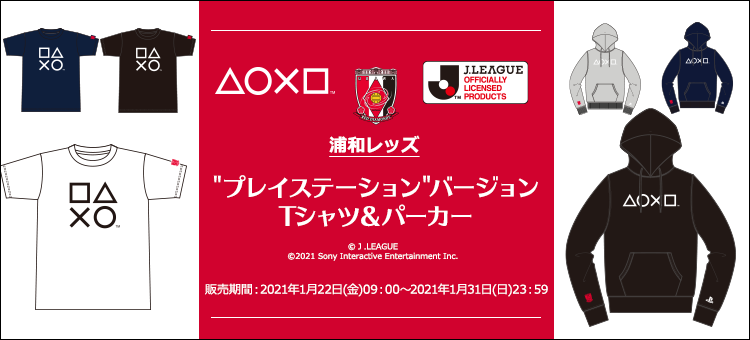 J.LEAGUE
OFFICIALLY
LICENSED
PRODUCTS
TM
浦和レッズ
"プレイステーション"バージョン
Tシャツ&パーカー
© J .LEAGUE
©2021 Sony Interactive Entertainment Inc.
販売期間：2021年1月22日(金)09：00～2021年1月31日(日)23：59